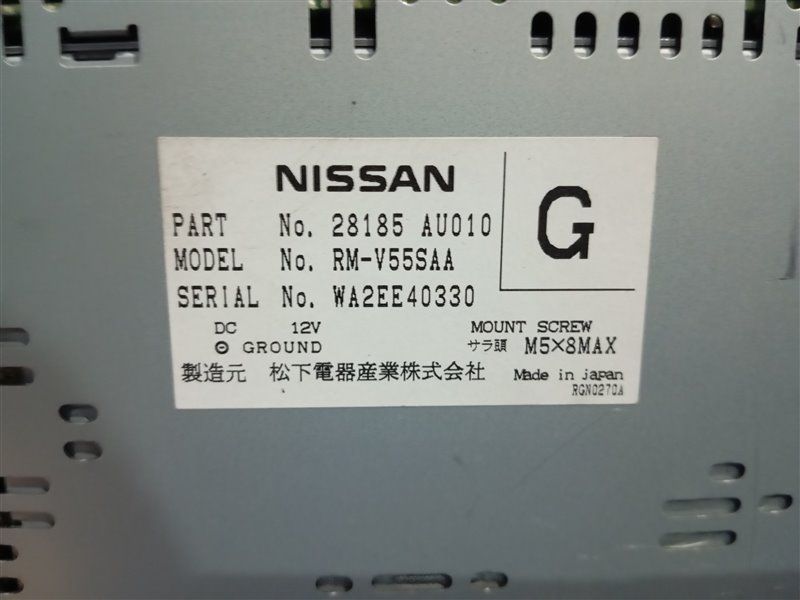 NISSAN
G
PART No. 28185 AU010
MODEL No. RM-V55SAA
SERIAL No. WA2EE40330
DC 12V
⊖ GROUND
MOUNT SCREW
サラ頭 M5×8MAX
製造元 松下電器産業株式会社
Made in japan
RGN0270A